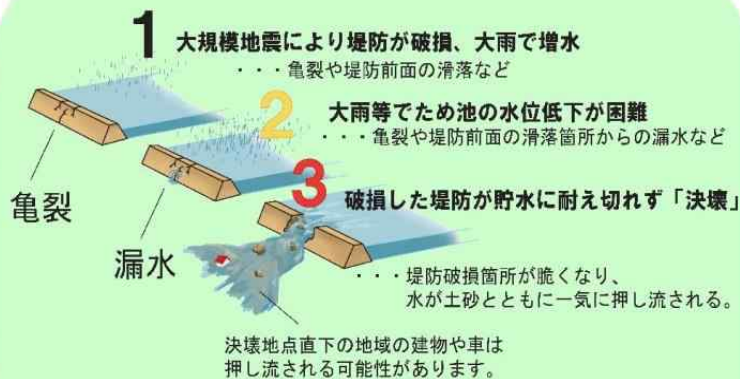 1 大規模地震により堤防が破損、大雨で増水
・・・亀裂や堤防前面の滑落など
2 大雨等でため池の水位低下が困難
・・・亀裂や堤防前面の滑落箇所からの漏水など
亀裂
3 破損した堤防が貯水に耐え切れず「決壊」
漏水
・・・堤防破損箇所が脆くなり、
水が土砂とともに一気に押し流される。
決壊地点直下の地域の建物や車は
押し流される可能性があります。